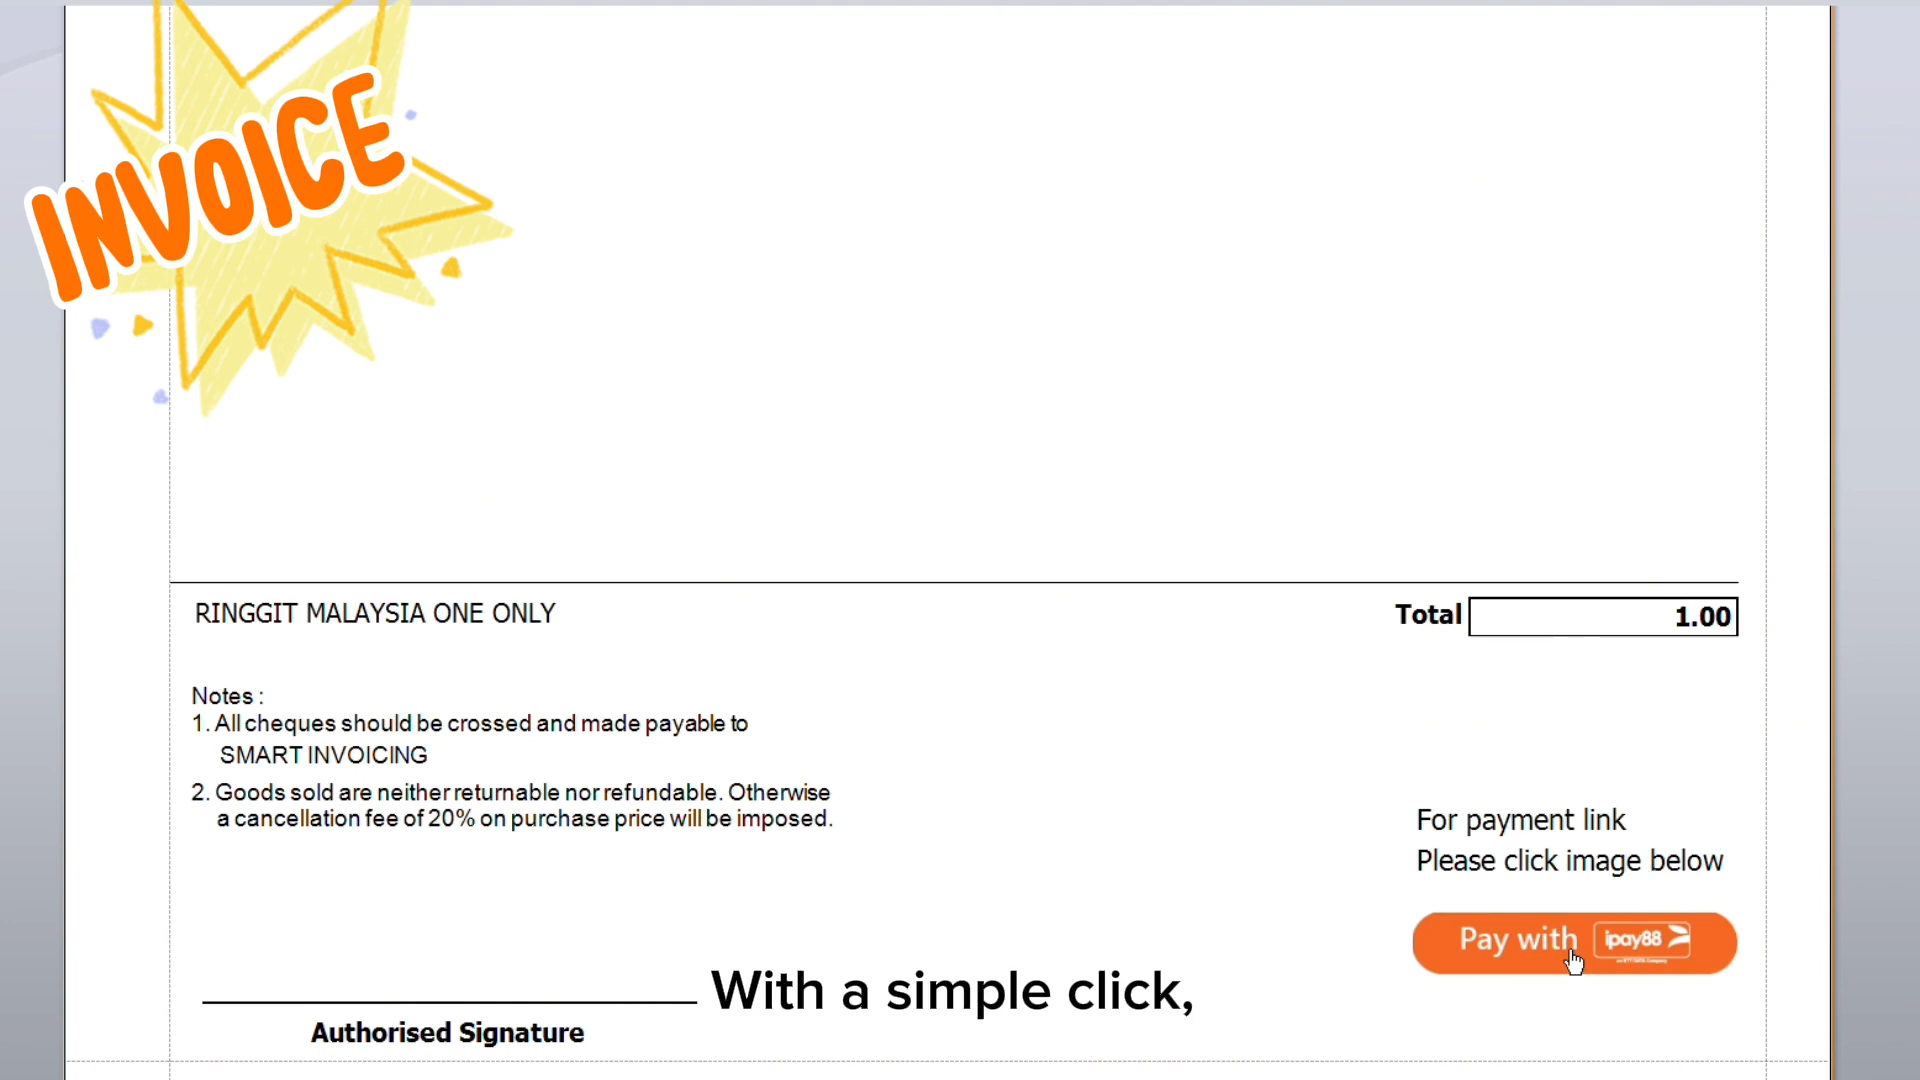 INVOICE
RINGGIT MALAYSIA ONE ONLY
Total 1.00
Notes :
1. All cheques should be crossed and made payable to
SMART INVOICING
2. Goods sold are neither returnable nor refundable. Otherwise
a cancellation fee of 20% on purchase price will be imposed.
For payment link
Please click image below
Pay with ipay88
With a simple click,
Authorised Signature